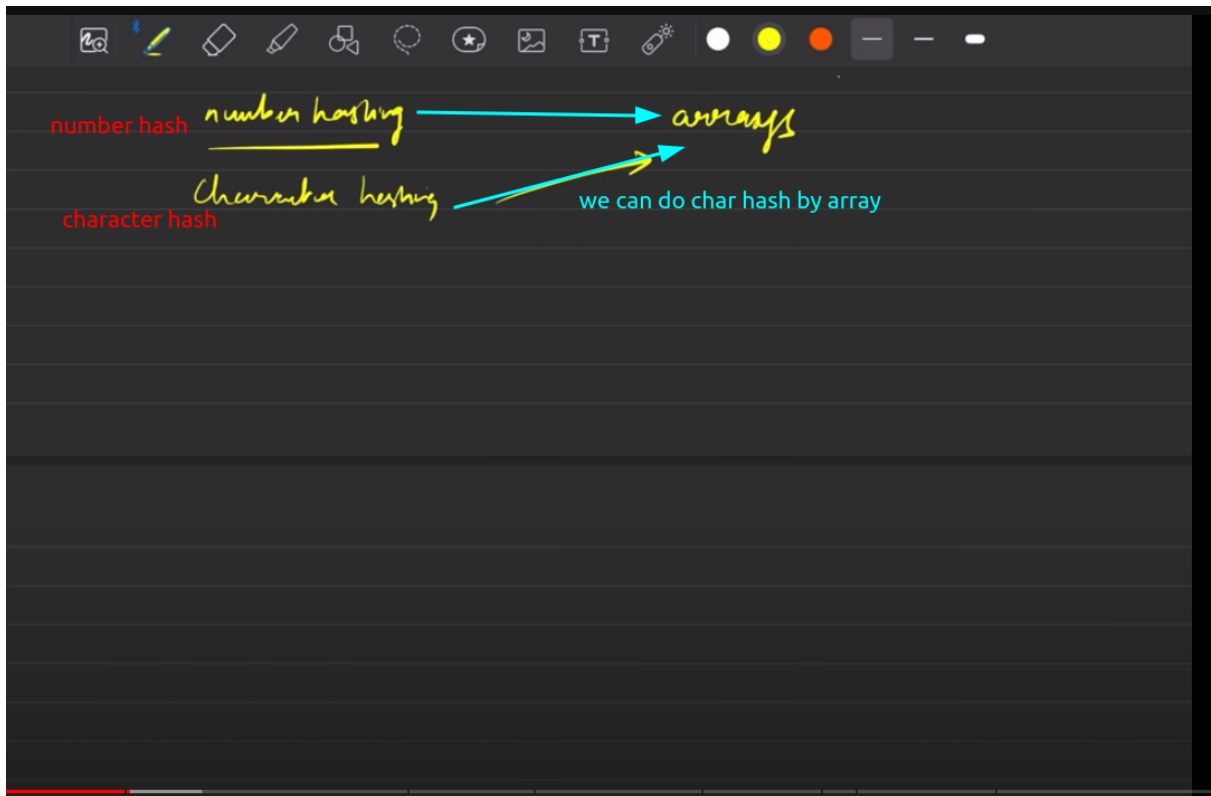 number hash
number hashing
arrays
character hashing
we can do char hash by array
character hash